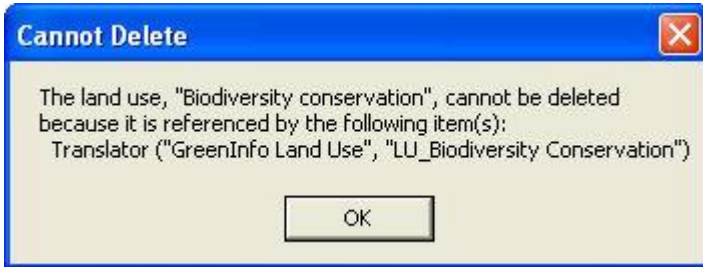 Cannot Delete
The land use, "Biodiversity conservation", cannot be deleted
because it is referenced by the following item(s):
Translator ("GreenInfo Land Use", "LU_Biodiversity Conservation")
OK